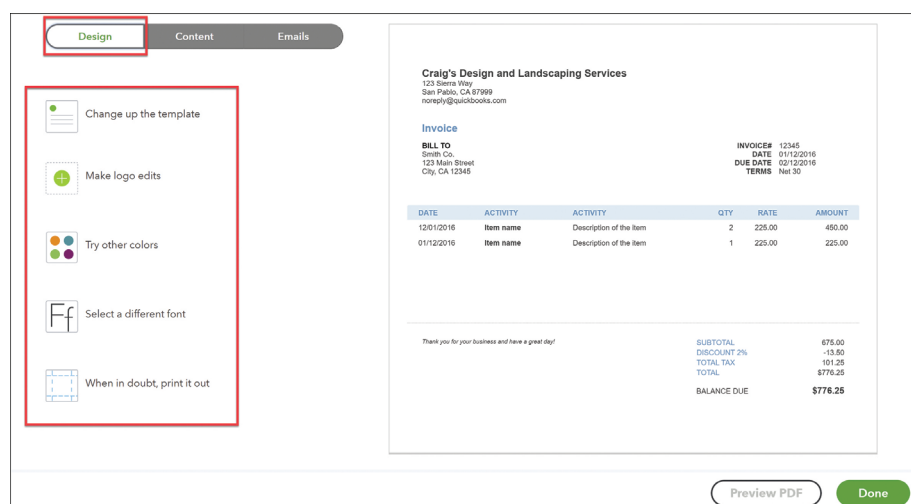 Design Content Emails
Change up the template
Make logo edits
Try other colors
Ff Select a different font
When in doubt, print it out
Craig's Design and Landscaping Services
123 Sierra Way
San Pablo, CA 87999
noreply@quickbooks.com
Invoice
BILL TO
Smith Co.
123 Main Street
City, CA 12345
INVOICE# 12345
DATE 01/12/2016
DUE DATE 02/12/2016
TERMS Net 30
DATE ACTIVITY ACTIVITY QTY RATE AMOUNT
12/01/2016 Item name Description of the item 2 225.00 450.00
01/12/2016 Item name Description of the item 1 225.00 225.00
Thank you for your business and have a great day!
SUBTOTAL 675.00
DISCOUNT 2% -13.50
TOTAL TAX 101.25
TOTAL $776.25
BALANCE DUE $776.25
Preview PDF Done